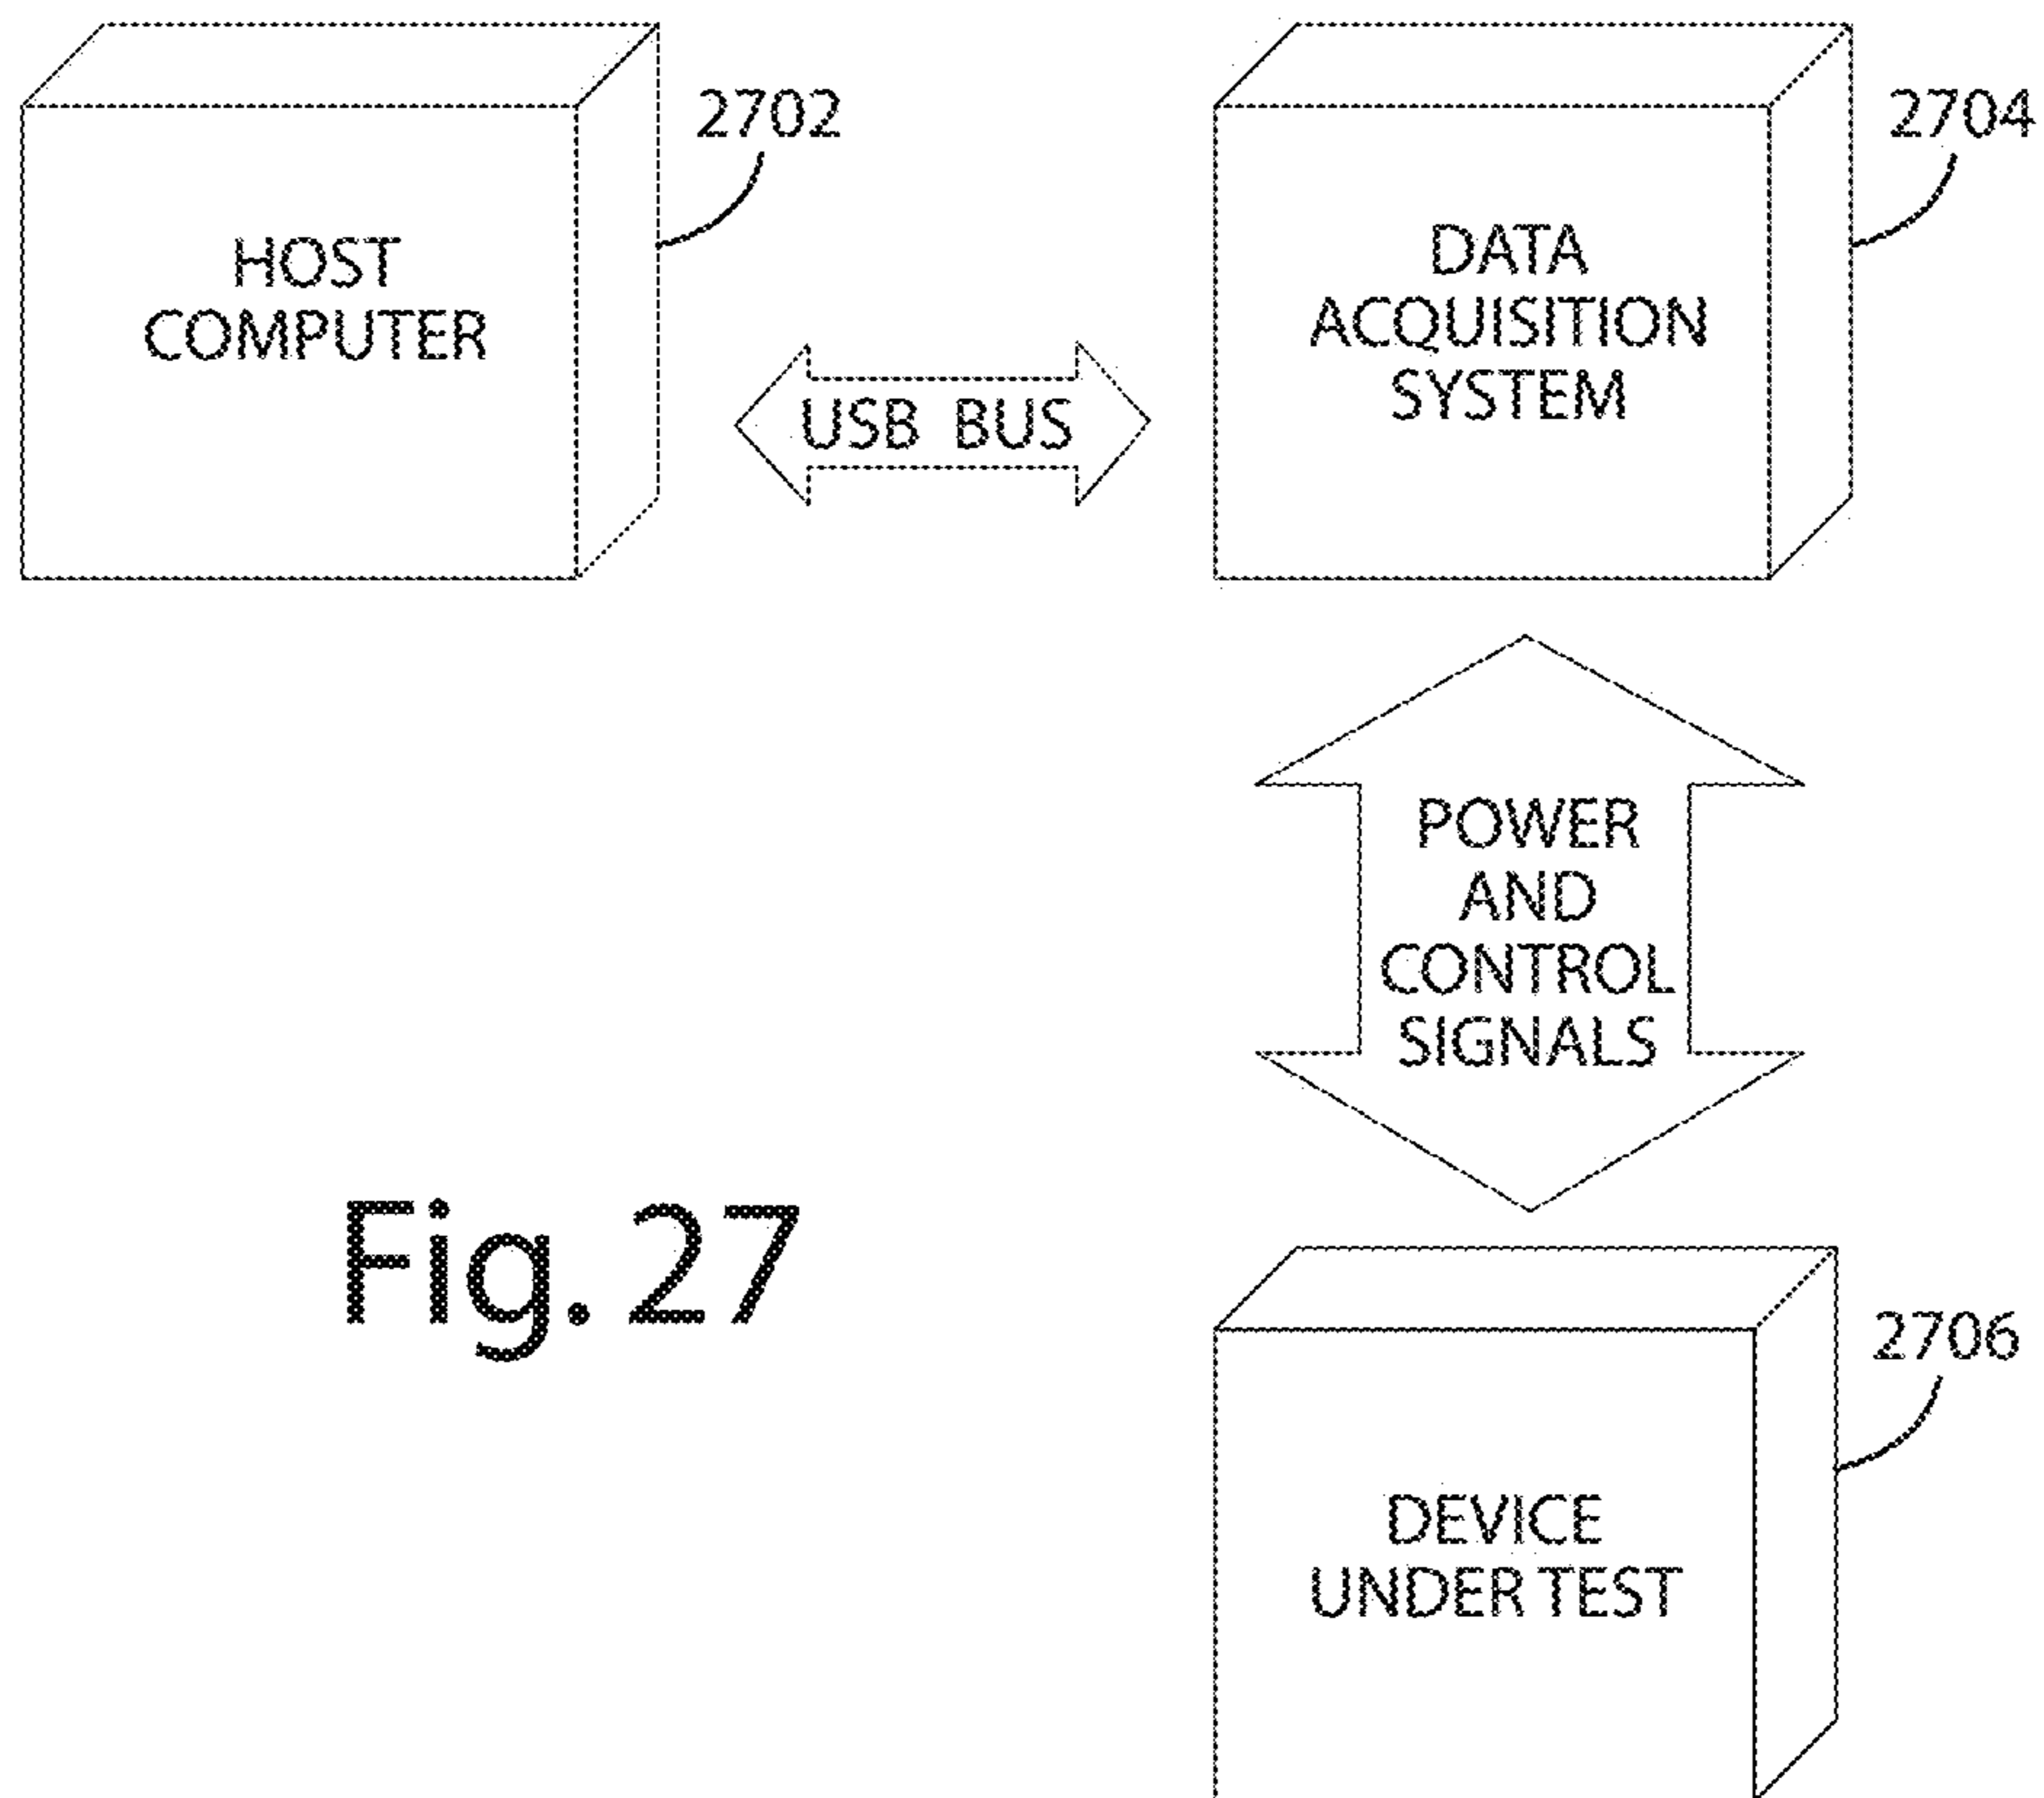 2702
2704
HOST
COMPUTER
DATA
ACQUISITION
SYSTEM
USB BUS
POWER
AND
CONTROL
SIGNALS
Fig. 27
2706
DEVICE
UNDER TEST